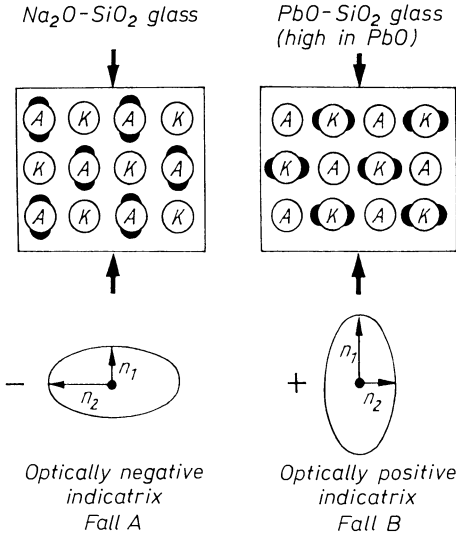 Na₂O–SiO₂ glass
PbO–SiO₂ glass
(high in PbO)
A K A K
K A K A
A K A K
A K A K
K A K A
A K A K
– n₁
n₂
+ n₁
n₂
Optically negative
indicatrix
Fall A
Optically positive
indicatrix
Fall B